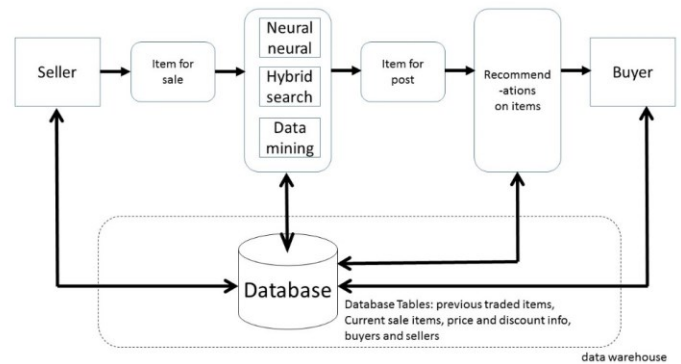 Seller
Item for
sale
Neural
neural
Hybrid
search
Data
mining
Item for
post
Recommend
-ations
on items
Buyer
Database
Database Tables: previous traded items,
Current sale items, price and discount info,
buyers and sellers
data warehouse